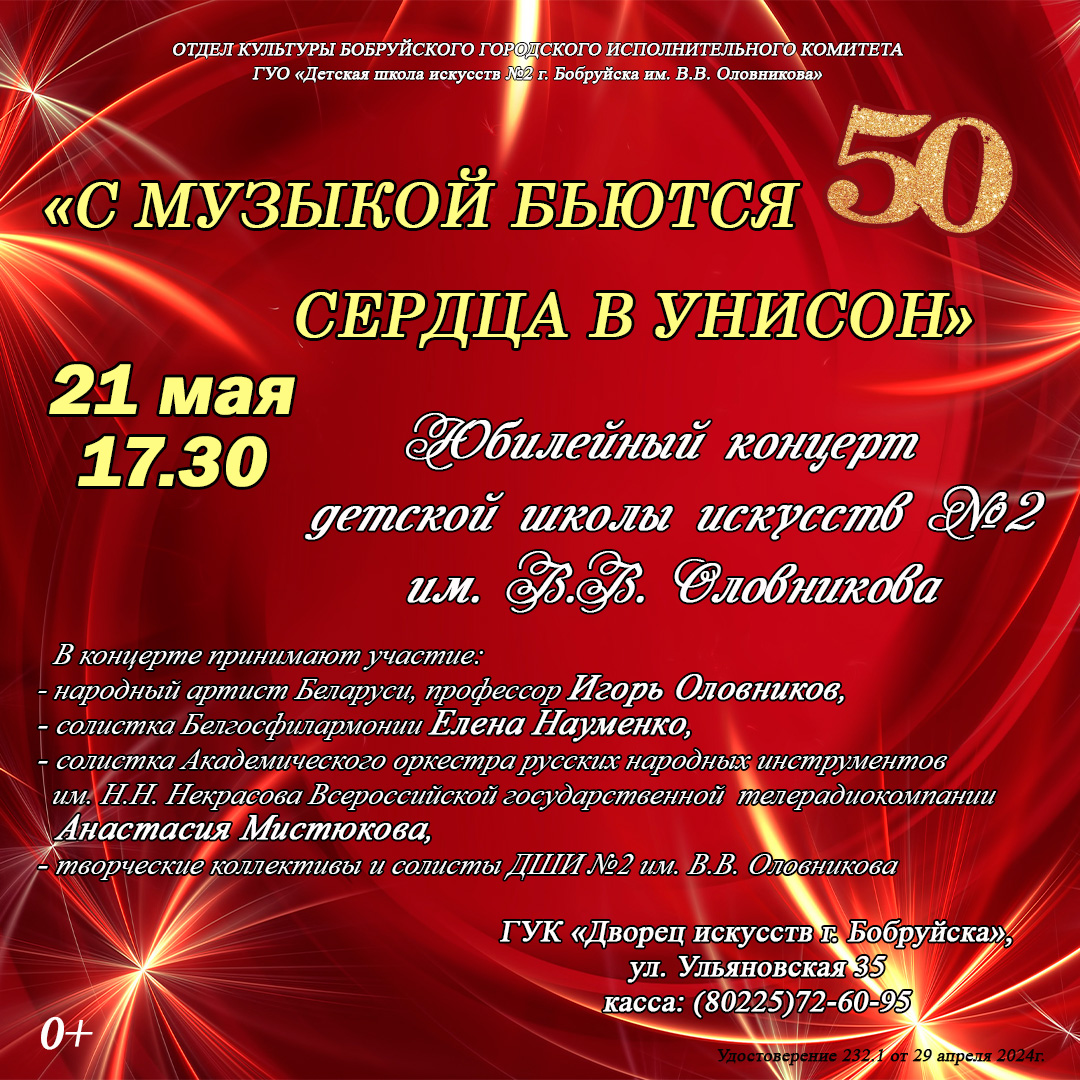 ОТДЕЛ КУЛЬТУРЫ БОБРУЙСКОГО ГОРОДСКОГО ИСПОЛНИТЕЛЬНОГО КОМИТЕТА
ГУО «Детская школа искусств №2 г. Бобруйска им. В.В. Оловникова»
50
«С МУЗЫКОЙ БЬЮТСЯ
СЕРДЦА В УНИСОН»
21 мая
17.30
Юбилейный концерт
детской школы искусств №2
им. В.В. Оловникова
В концерте принимают участие:
- народный артист Беларуси, профессор Игорь Оловников,
- солистка Белгосфилармонии Елена Науменко,
- солистка Академического оркестра русских народных инструментов
им. Н.Н. Некрасова Всероссийской государственной телерадиокомпании
Анастасия Мистюкова,
- творческие коллективы и солисты ДШИ №2 им. В.В. Оловникова
ГУК «Дворец искусств г. Бобруйска»,
ул. Ульяновская 35
касса: (80225)72-60-95
0+
Удостоверение 232.1 от 29 апреля 2024г.